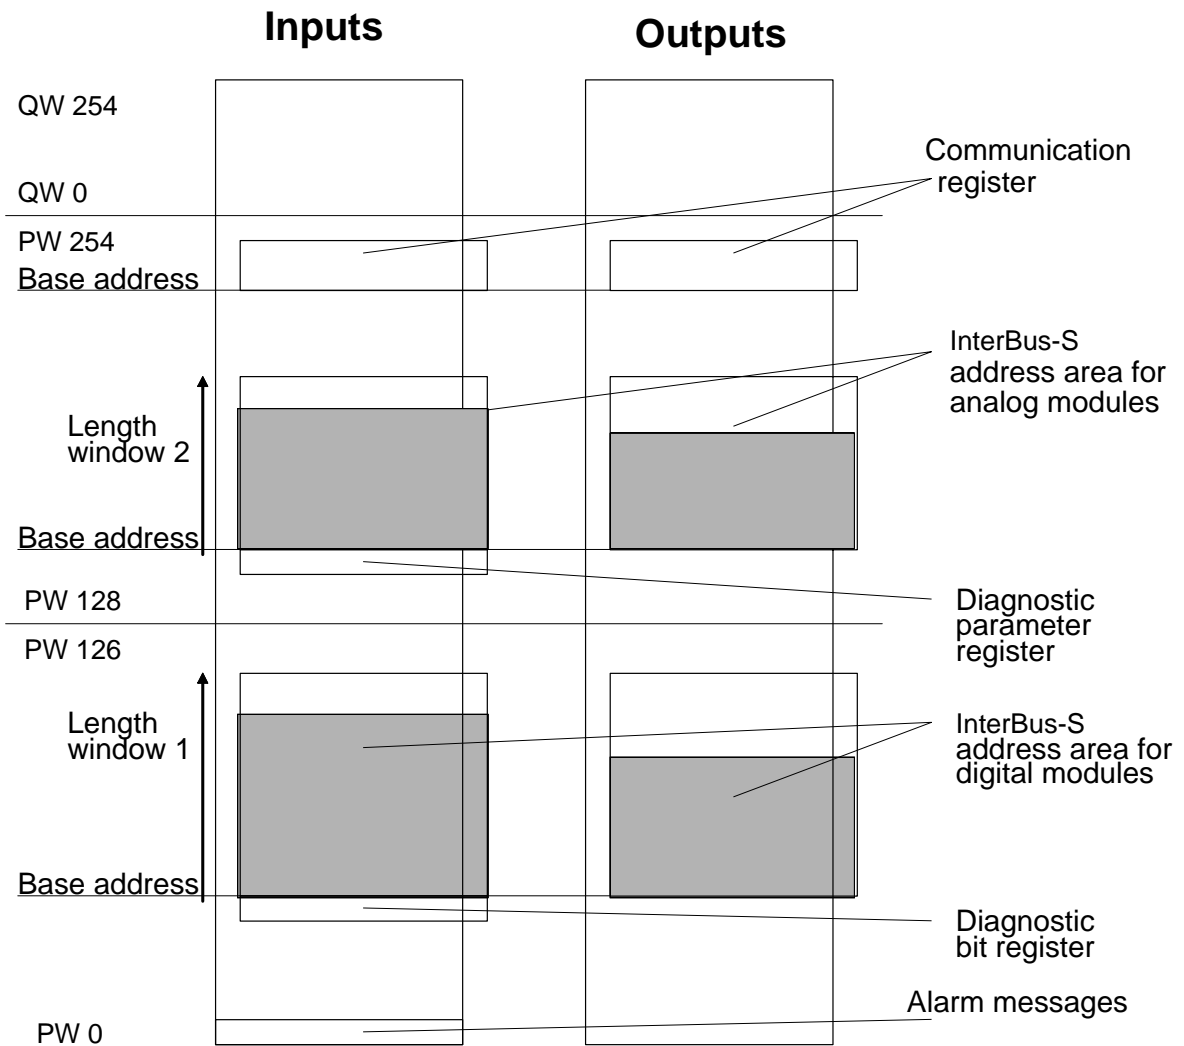 Inputs
Outputs
QW 254
QW 0
PW 254
Base address
Communication
register
Length
window 2
InterBus-S
address area for
analog modules
Base address
PW 128
PW 126
Diagnostic
parameter
register
Length
window 1
InterBus-S
address area for
digital modules
Base address
Diagnostic
bit register
Alarm messages
PW 0